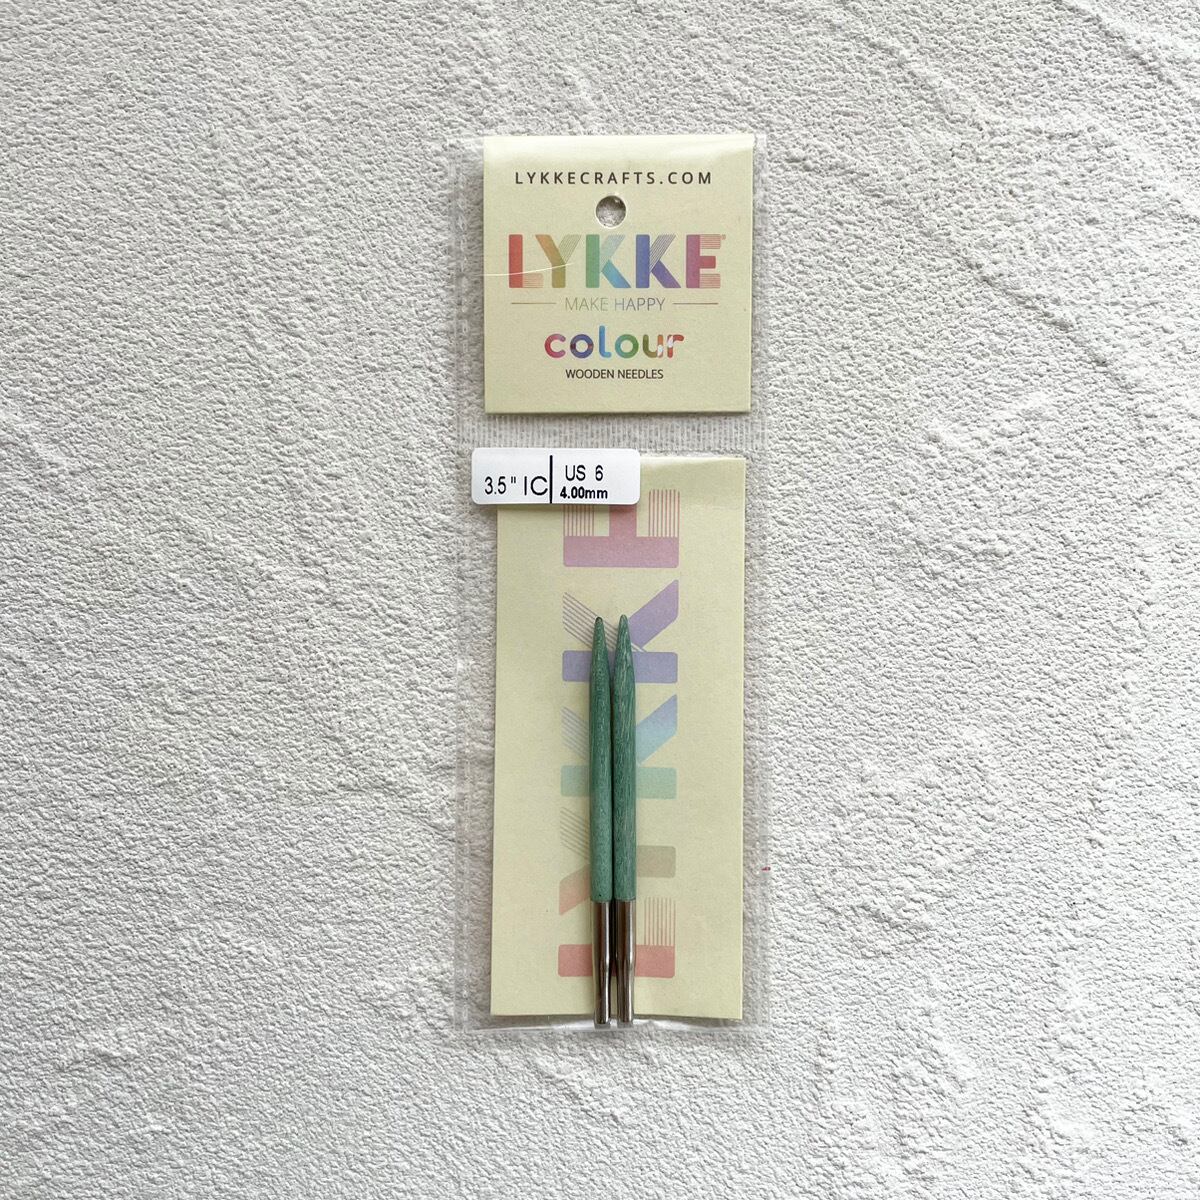 LYKKECRAFTS.COM
LYKKE
MAKE HAPPY
colour
WOODEN NEEDLES
3.5" IC
US 6
4.00mm
LYKKE